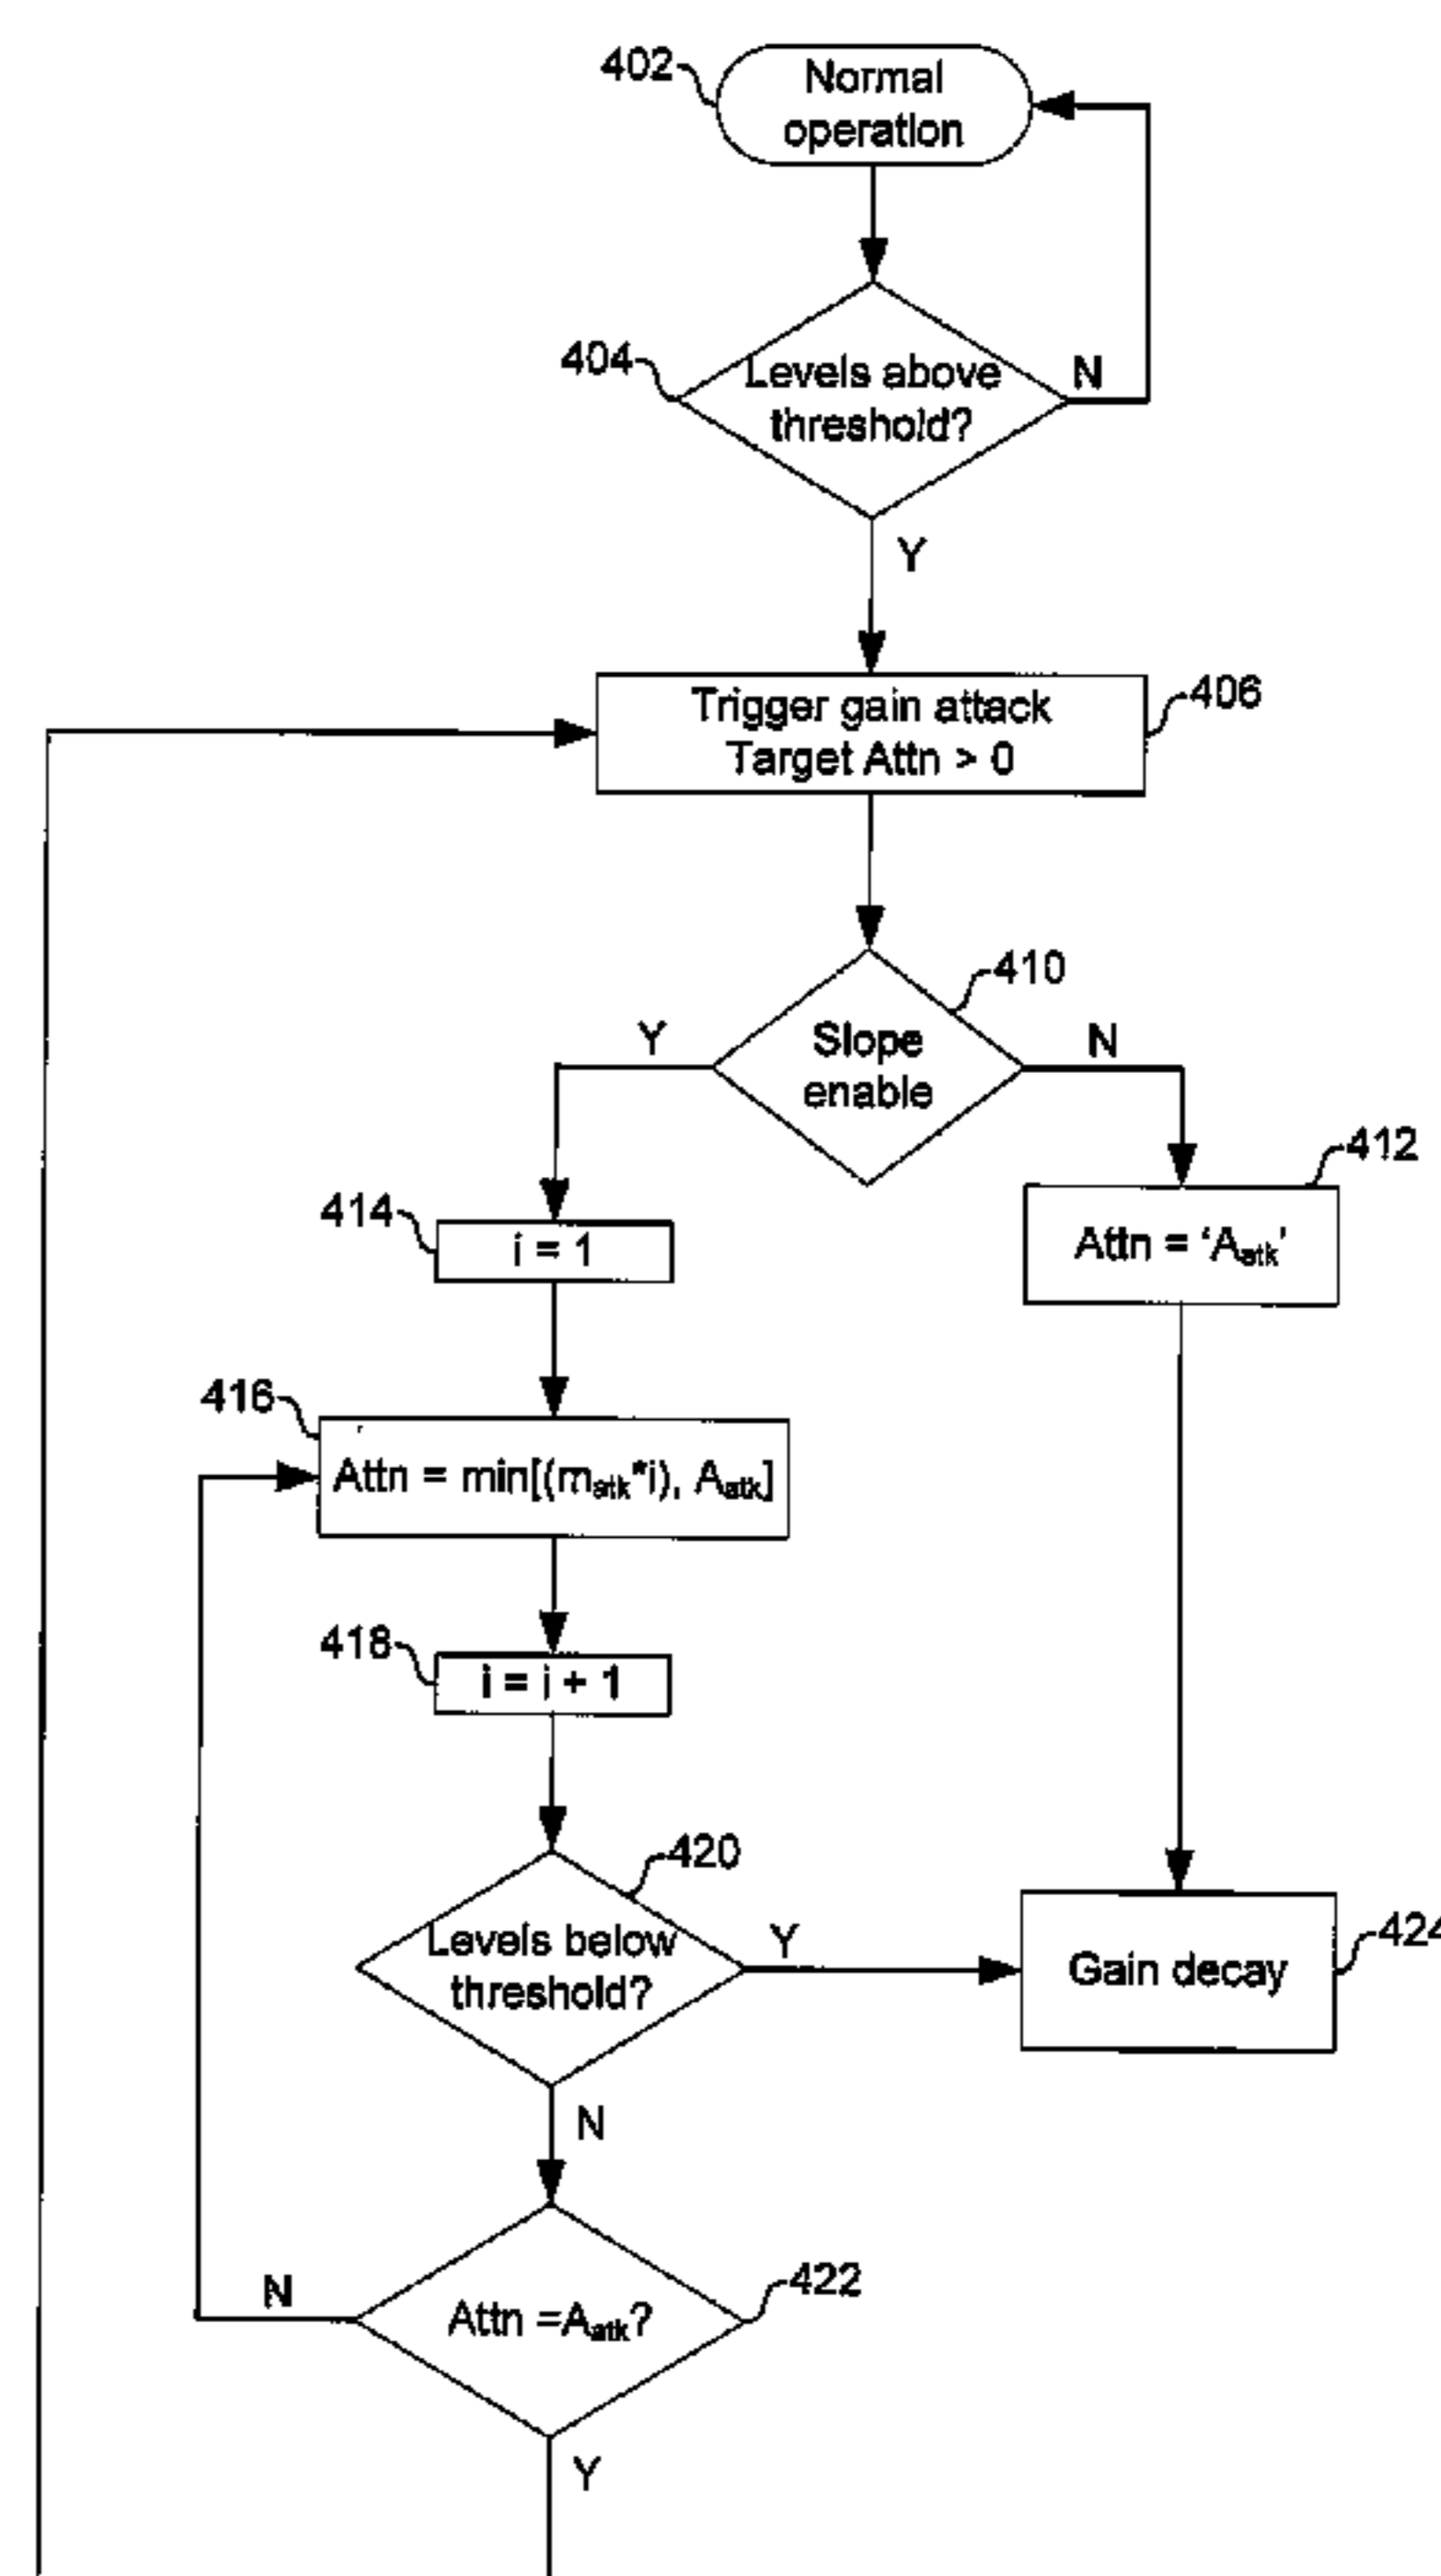 402
Normal
operation
404
Levels above
threshold?
N
Y
Trigger gain attack
Target Attn > 0
406
410
Slope
enable
Y
N
412
414
i = 1
Attn = ‘Aatk’
416
Attn = min[(matk*i), Aatk]
418
i = i + 1
420
Levels below
threshold?
Y
Gain decay
424
N
422
Attn =Aatk?
N
Y